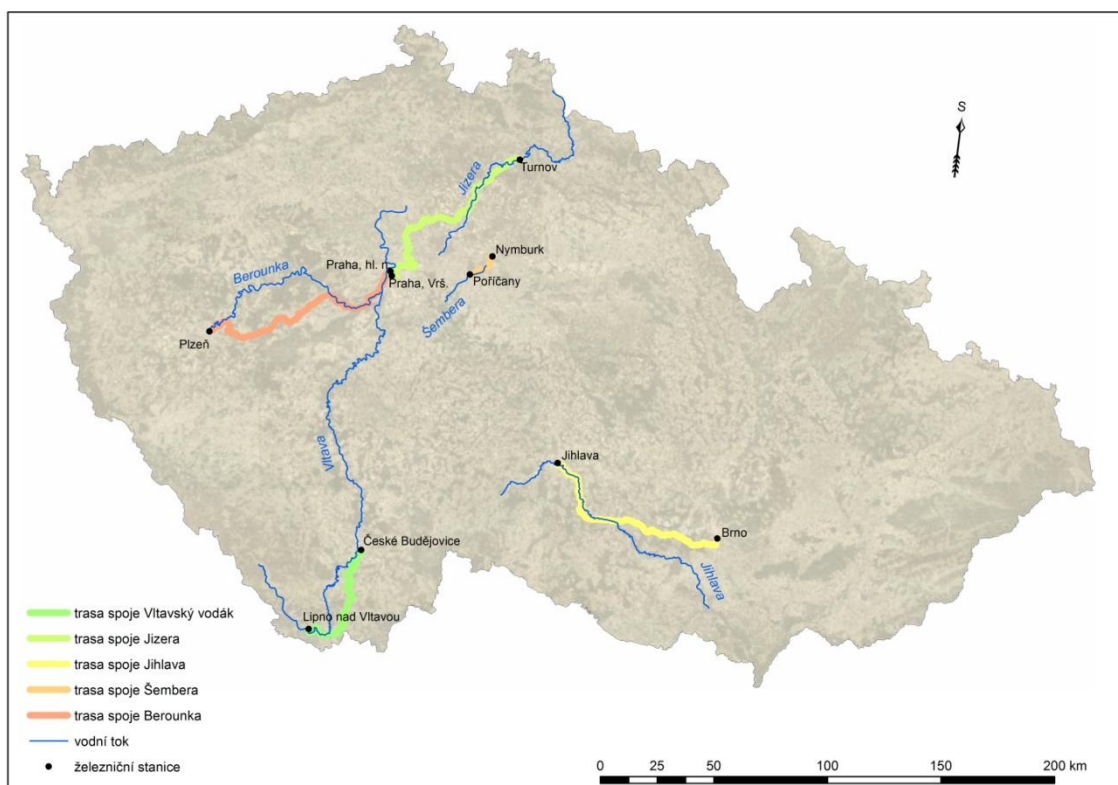 S
Turnov
Jizera
Nymburk
Praha, hl. n.
Berounka
Praha, Vrš.
Poříčany
Šembera
Plzeň
Vltava
Jihlava
Brno
České Budějovice
Jihlava
Lipno nad Vltavou
trasa spoje Vltavský vodák
trasa spoje Jizera
trasa spoje Jihlava
trasa spoje Šembera
trasa spoje Berounka
vodní tok
železniční stanice
0 25 50 100 150 200 km